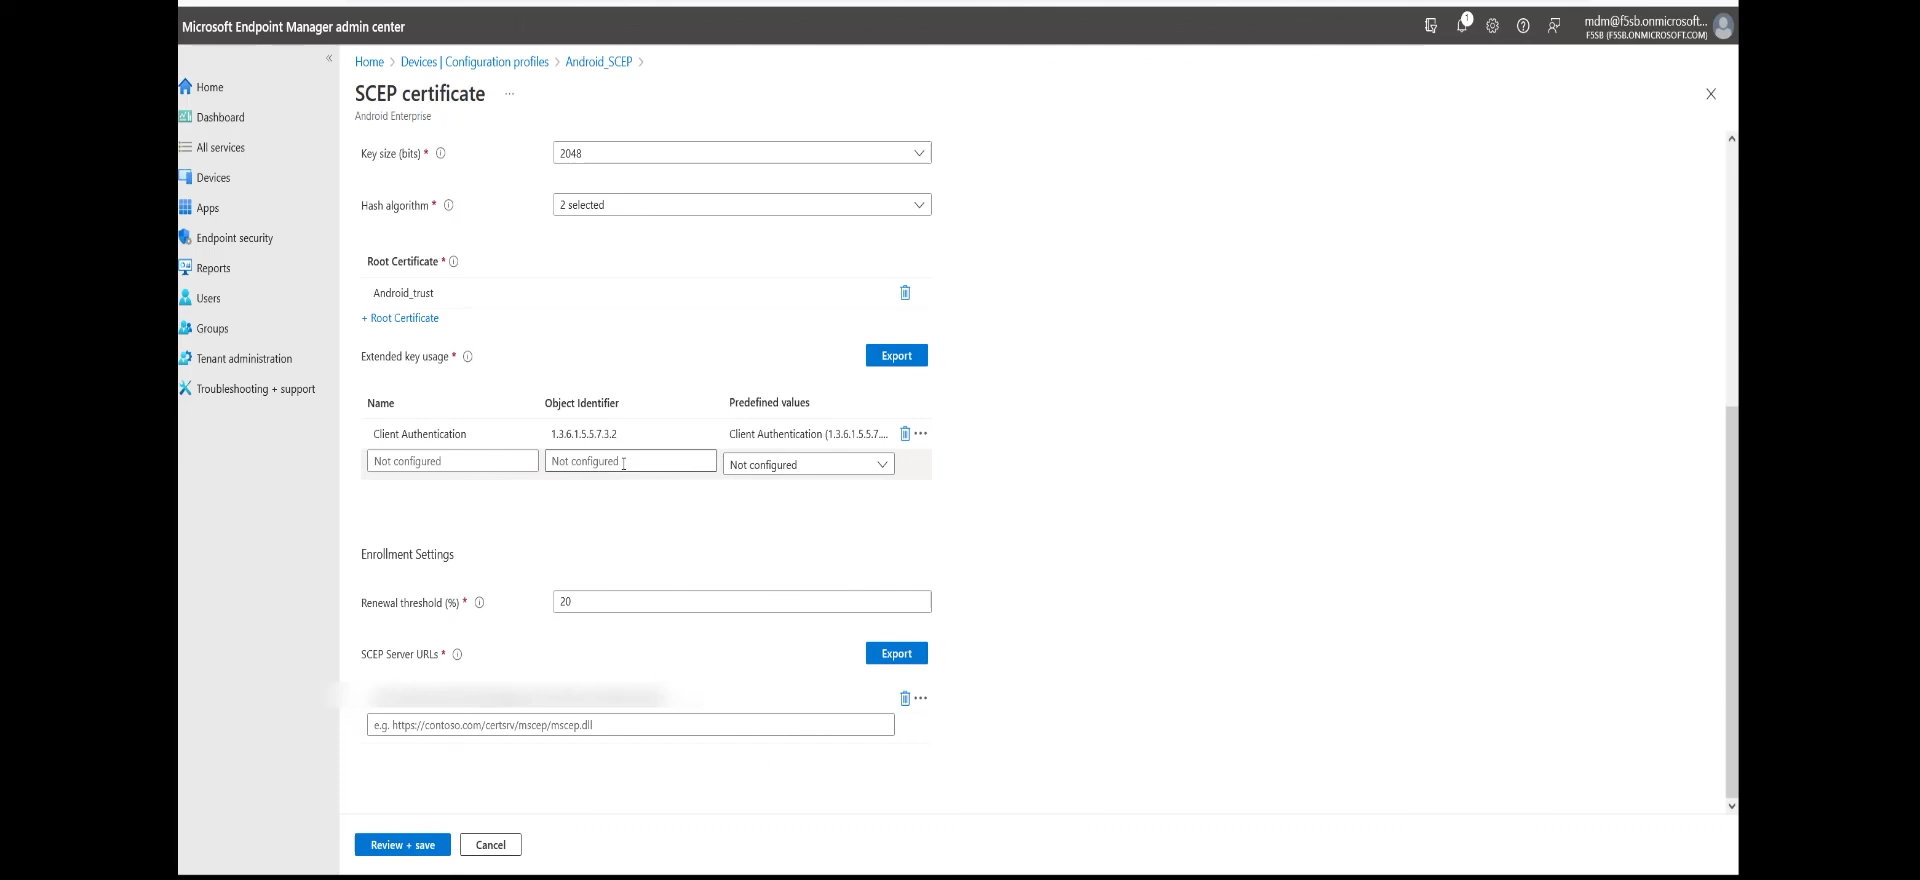 Microsoft Endpoint Manager admin center
1
mdm@f5sb.onmicrosoft...
F5SB (F5SB.ONMICROSOFT.COM)
«
Home
Dashboard
All services
Devices
Apps
Endpoint security
Reports
Users
Groups
Tenant administration
Troubleshooting + support
Home > Devices | Configuration profiles > Android_SCEP >
SCEP certificate ...
Android Enterprise
Key size (bits) * 2048
Hash algorithm * 2 selected
Root Certificate *
Android_trust
+ Root Certificate
Extended key usage * Export
Name Object Identifier Predefined values
Client Authentication 1.3.6.1.5.5.7.3.2 Client Authentication (1.3.6.1.5.5.7.... ...
Not configured Not configured Not configured
Enrollment Settings
Renewal threshold (%) * 20
SCEP Server URLs * Export
...
e.g. https://contoso.com/certsrv/mscep/mscep.dll
Review + save Cancel